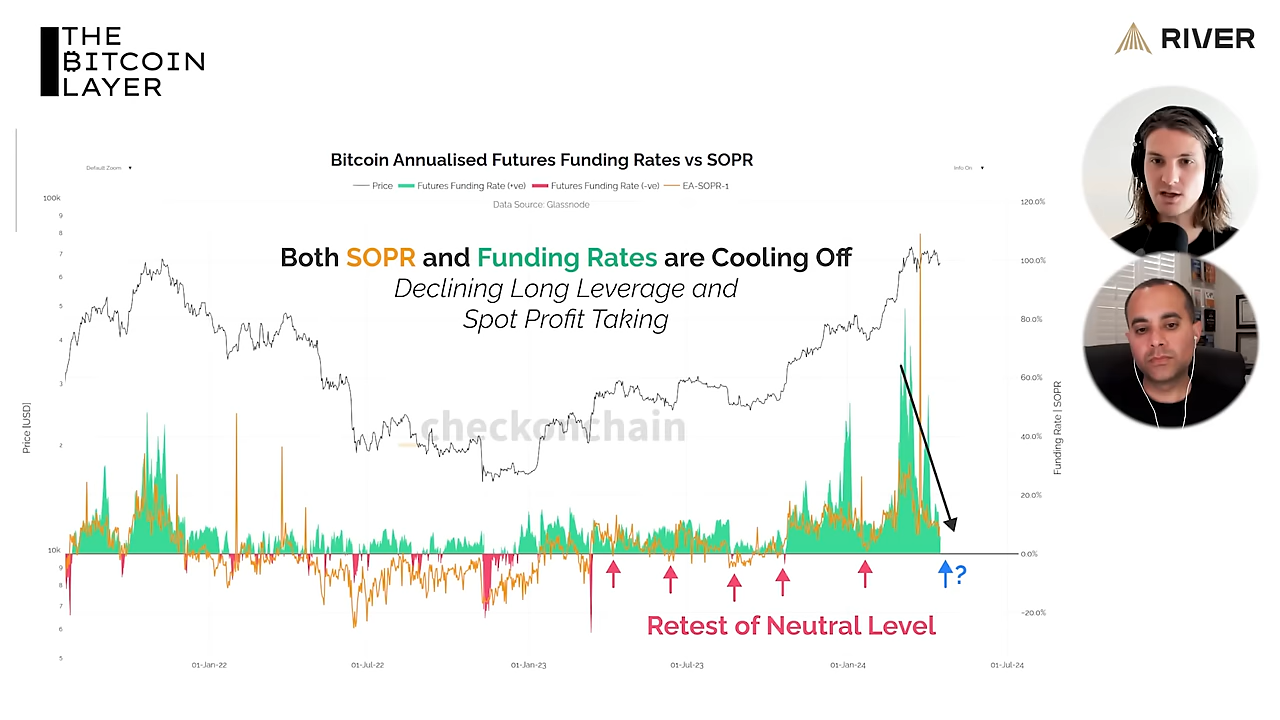 THE
BITCOIN
LAYER
RIVER
Bitcoin Annualised Futures Funding Rates vs SOPR
Default Zoom ▼
Info On ▼
Price
Futures Funding Rate (+ve)
Futures Funding Rate (-ve)
EA-SOPR-1
Data Source: Glassnode
Both SOPR and Funding Rates are Cooling Off
Declining Long Leverage and
Spot Profit Taking
checkonchain
Retest of Neutral Level
?
Price [USD]
100k
9
8
7
6
5
4
3
2
10k
9
8
7
6
5
Funding Rate | SOPR
120.0%
100.0%
80.0%
60.0%
40.0%
20.0%
0.0%
−20.0%
01-Jan-22
01-Jul-22
01-Jan-23
01-Jul-23
01-Jan-24
01-Jul-24